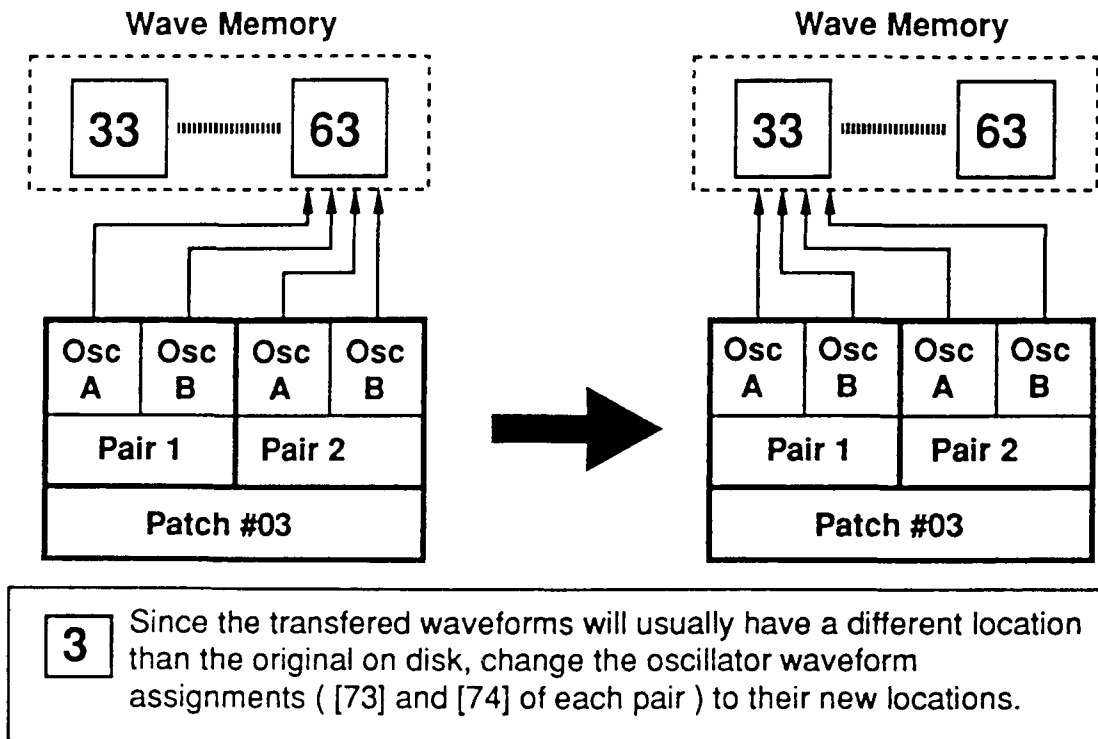 Wave Memory Wave Memory
33 63 33 63
Osc Osc Osc Osc Osc Osc Osc Osc
A B A B A B A B
Pair 1 Pair 2 Pair 1 Pair 2
Patch #03 Patch #03
3 Since the transfered waveforms will usually have a different location
than the original on disk, change the oscillator waveform
assignments ( [73] and [74] of each pair ) to their new locations.